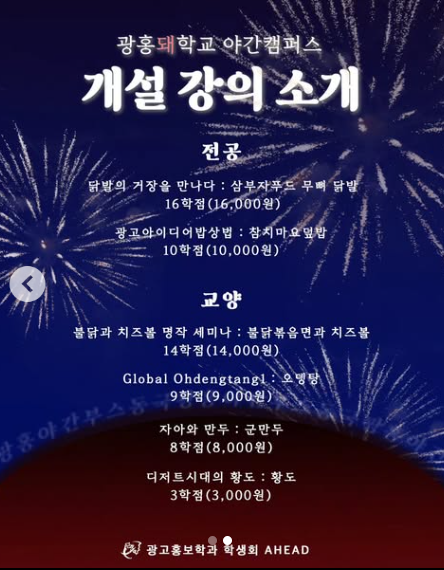 광홍돼학교 야간캠퍼스
개설 강의 소개
전공
닭발의 거장을 만나다 : 삼부자푸드 무뼈 닭발
16학점(16,000원)
광고아이디어밥상법 : 참치마요덮밥
10학점(10,000원)
교양
불닭과 치즈볼 명작 세미나 : 불닭볶음면과 치즈볼
14학점(14,000원)
Global Ohdengtang1 : 오뎅탕
9학점(9,000원)
자아와 만두 : 군만두
8학점(8,000원)
디저트시대의 황도 : 황도
3학점(3,000원)
광고홍보학과 학생회 AHEAD